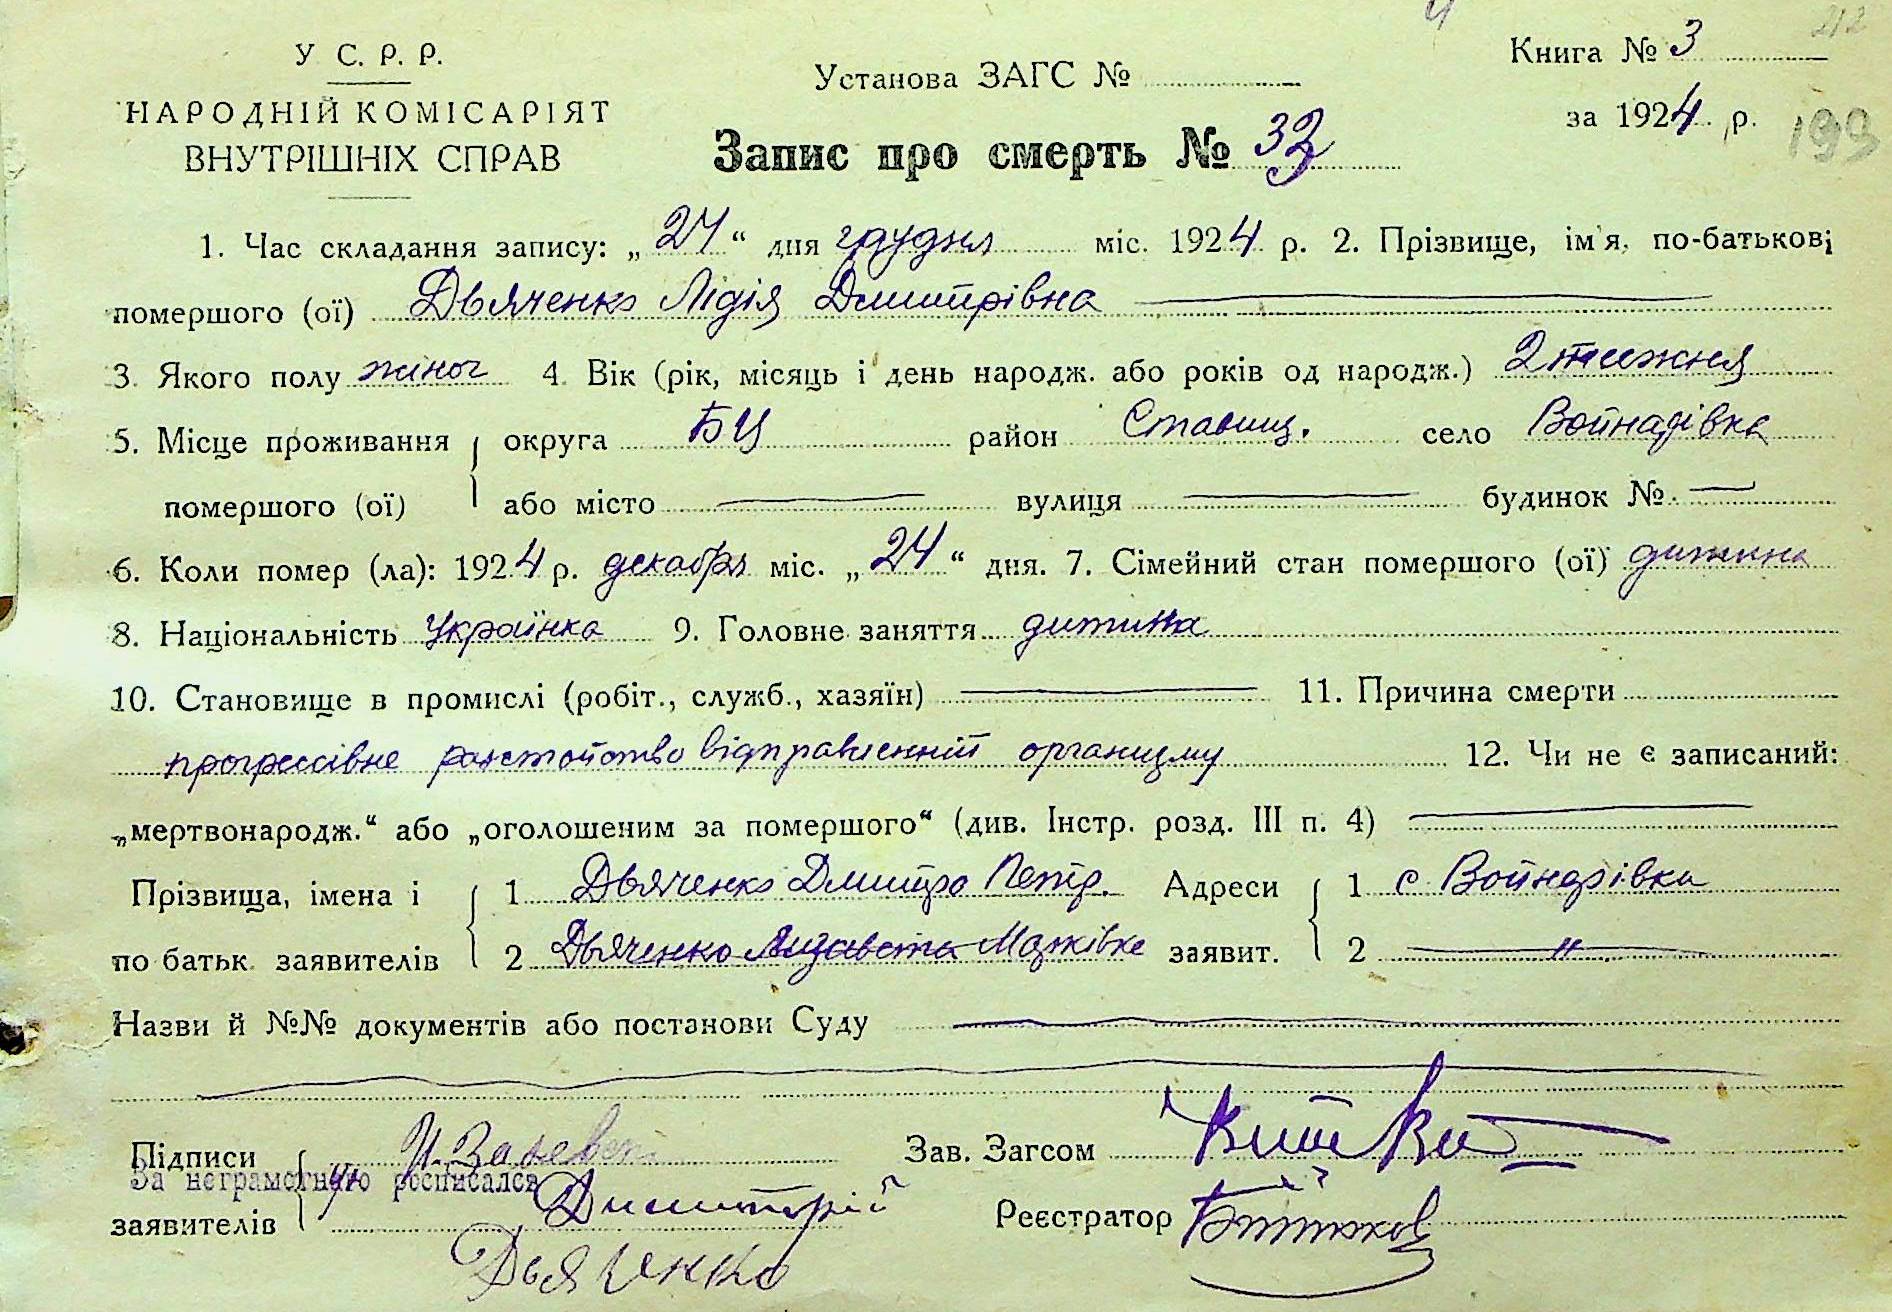 У С. Р. Р.
НАРОДНІЙ КОМІСАРІЯТ
ВНУТРІШНІХ СПРАВ
Установа ЗАГС №
Книга № 3
212
за 1924 р.
199
Запис про смерть № 32
1. Час складання запису: „24“ дня грудня міс. 1924 р. 2. Прізвище, ім'я, по-батькові
помершого (ої) Дьяченко Лідія Дмитрівна
3. Якого полу жіноч 4. Вік (рік, місяць і день народж. або років од народж.) 2 тижня
5. Місце проживання округа БЦ район Ставищ. село Войнарівка
помершого (ої) або місто — вулиця — будинок №. —
6. Коли помер (ла): 1924 р. декабря міс. „24“ дня. 7. Сімейний стан помершого (ої) дитина
8. Національність Українка 9. Головне заняття дитина
10. Становище в промислі (робіт., служб., хазяїн) — 11. Причина смерти
прогрессівне растойство відправленній организму 12. Чи не є записаний:
„мертвонародж.“ або „оголошеним за помершого“ (див. Інстр. розд. III п. 4) —
Прізвища, імена і 1 Дьяченко Дмитро Петр. Адреси 1 с Войнарівки
по батьк. заявителів 2 Дьяченко Лизавета заявит. 2 — " —
Назви й №№ документів або постанови Суду —
Підписи
За неграмотную росписался
заявителів Димитрій
Дьяченко
Зав. Загсом
Реєстратор